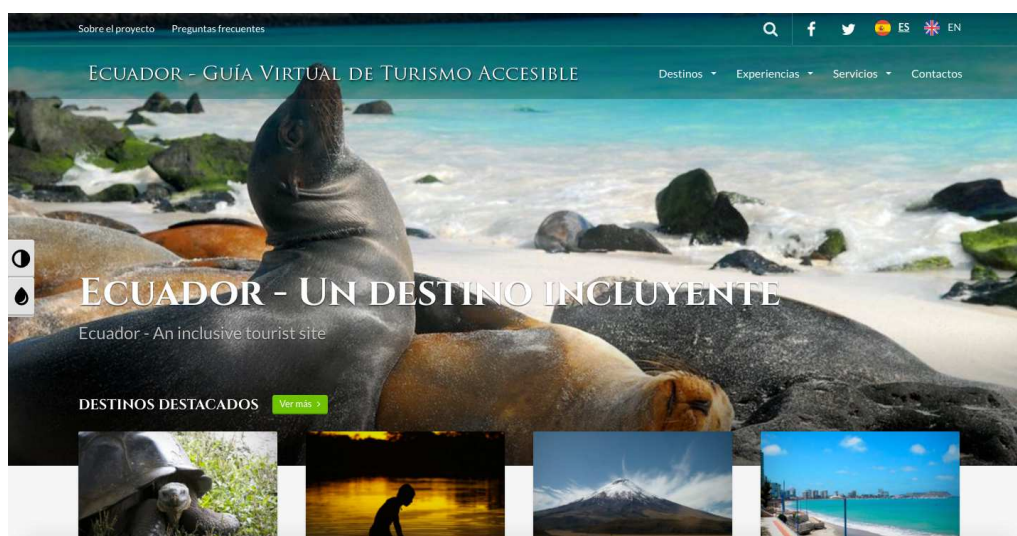 Sobre el proyecto Preguntas frecuentes ES EN
Ecuador - Guía Virtual de Turismo Accesible Destinos Experiencias Servicios Contactos
Ecuador - Un destino incluyente
Ecuador - An inclusive tourist site
DESTINOS DESTACADOS Ver más >